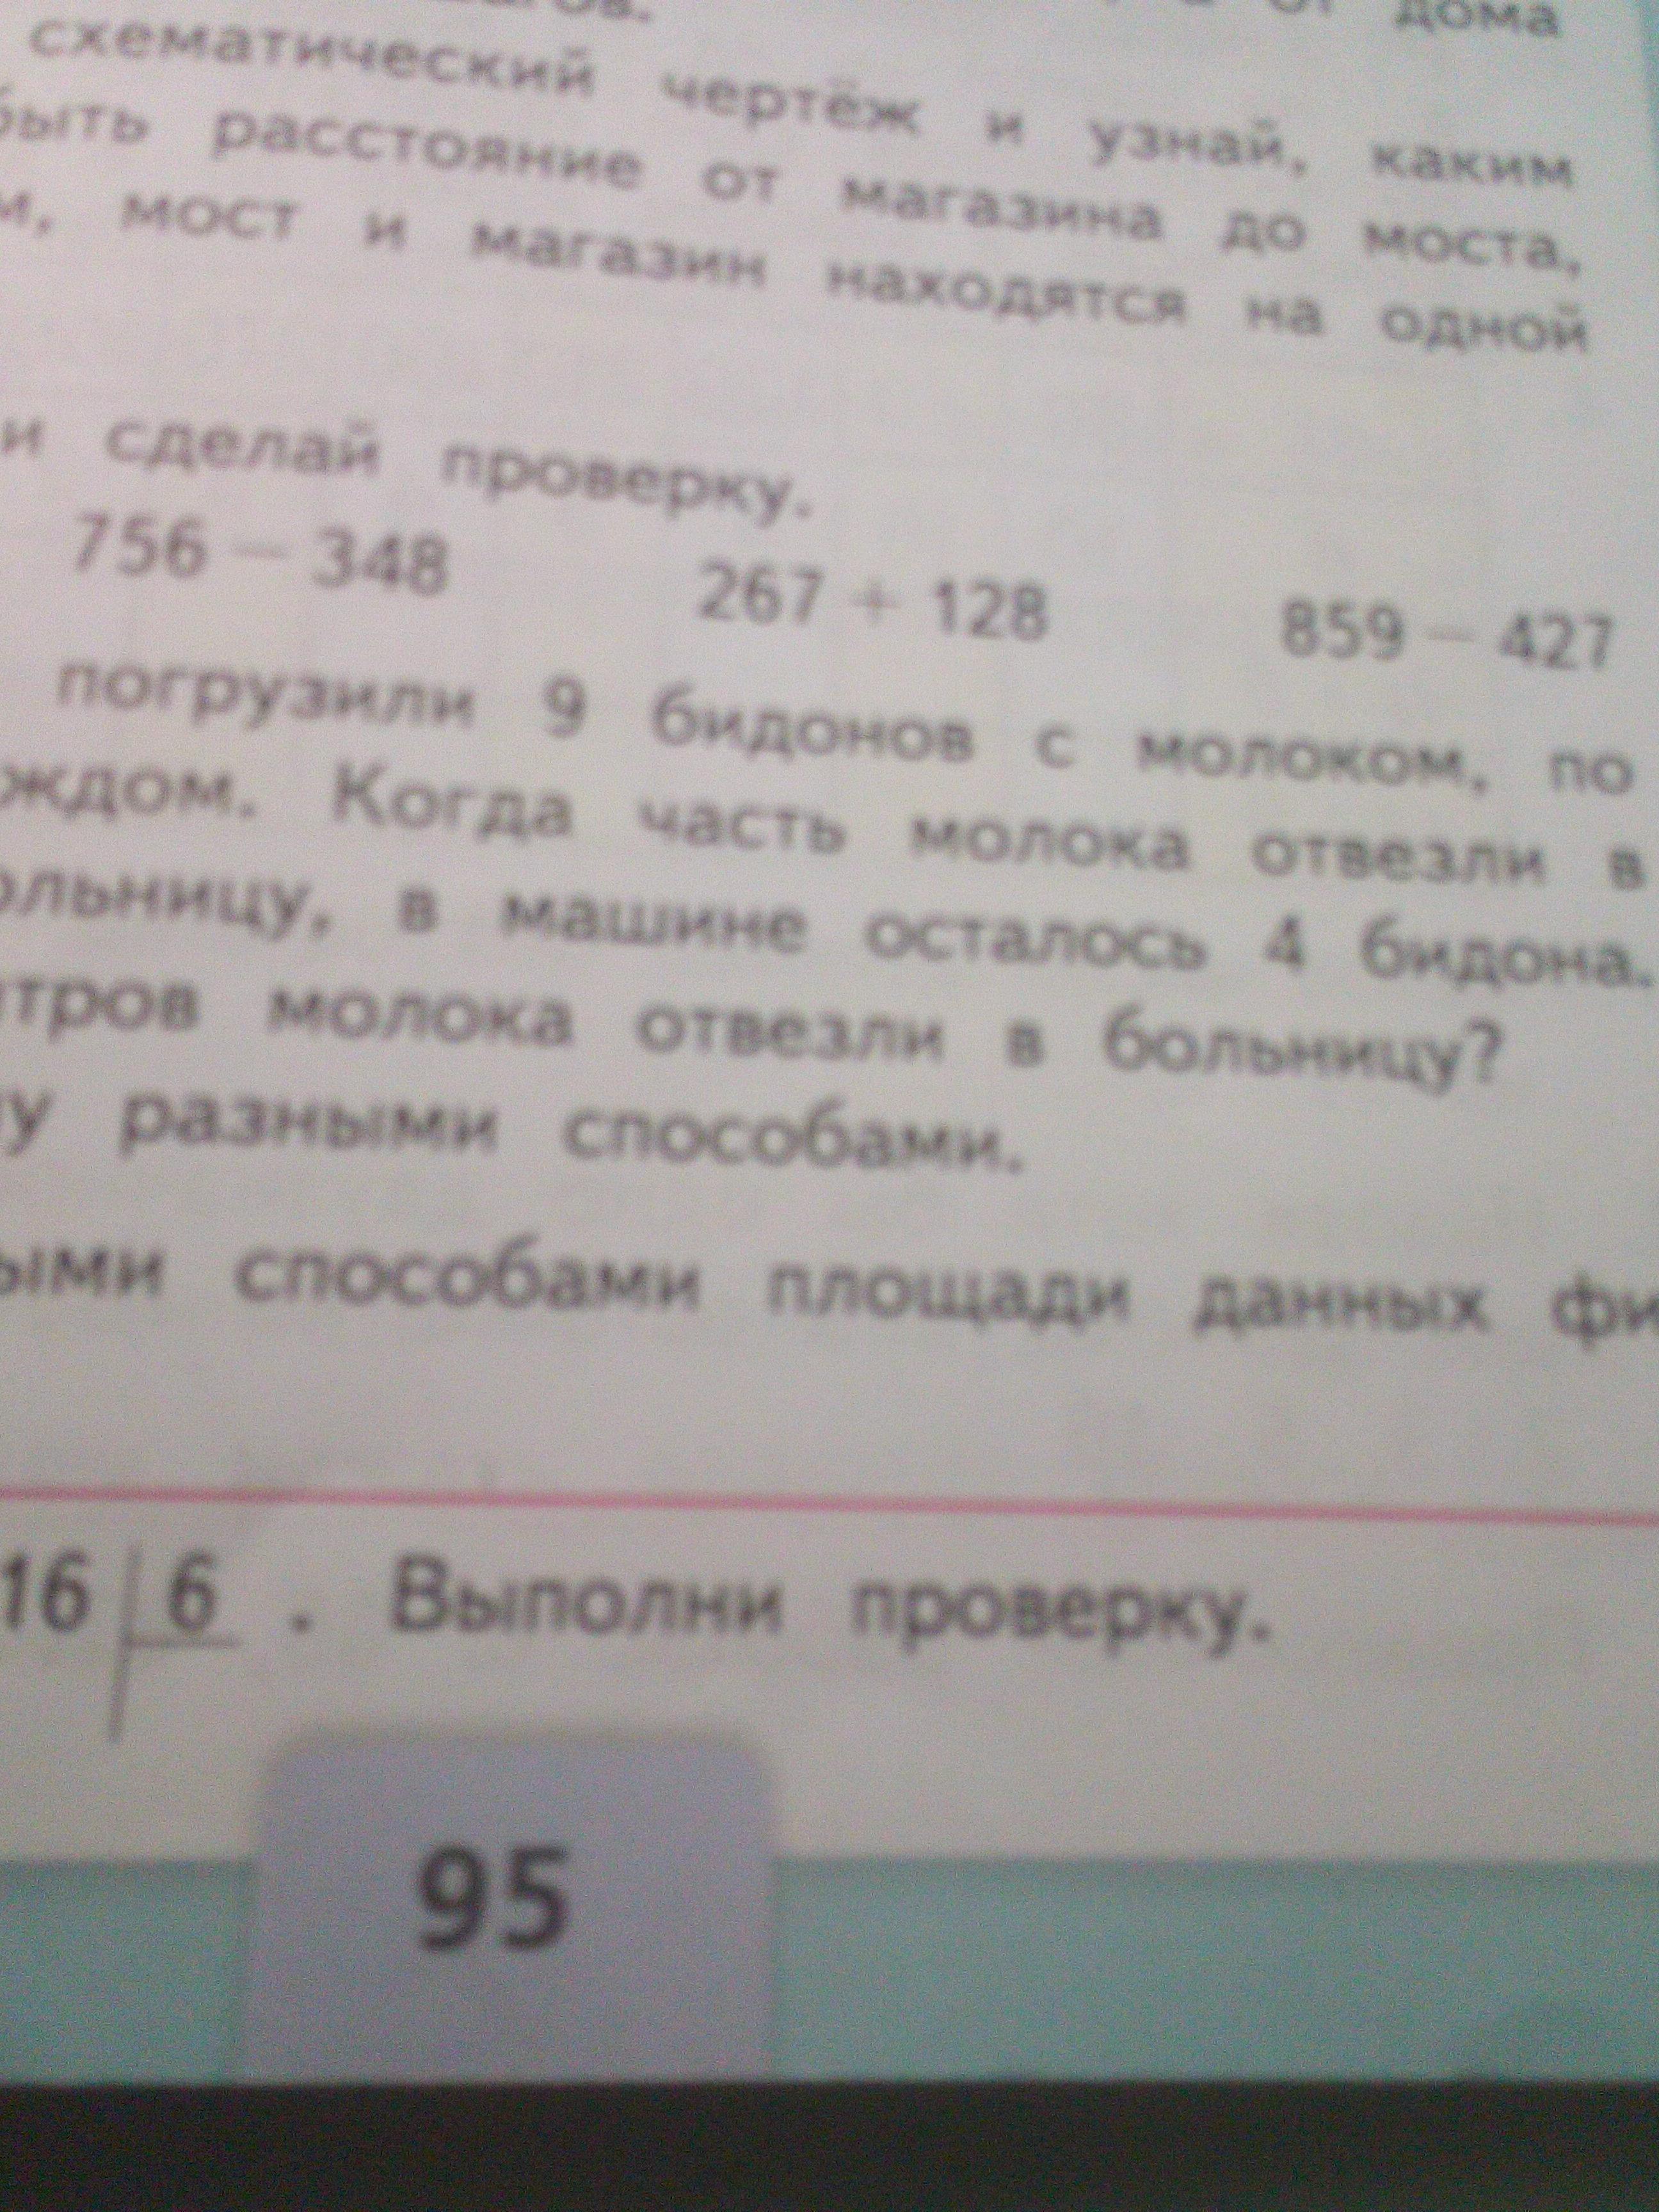 дома
схематический чертёж и узнай, каким
быть расстояние от магазина до моста,
м, мост и магазин находятся на одной
и сделай проверку.
756 − 348 267 + 128 859 − 427
погрузили 9 бидонов с молоком, по
ждом. Когда часть молока отвезли в
ольницу, в машине осталось 4 бидона.
тров молока отвезли в больницу?
у разными способами.
ыми способами площади данных фи
16 6 . Выполни проверку.
95